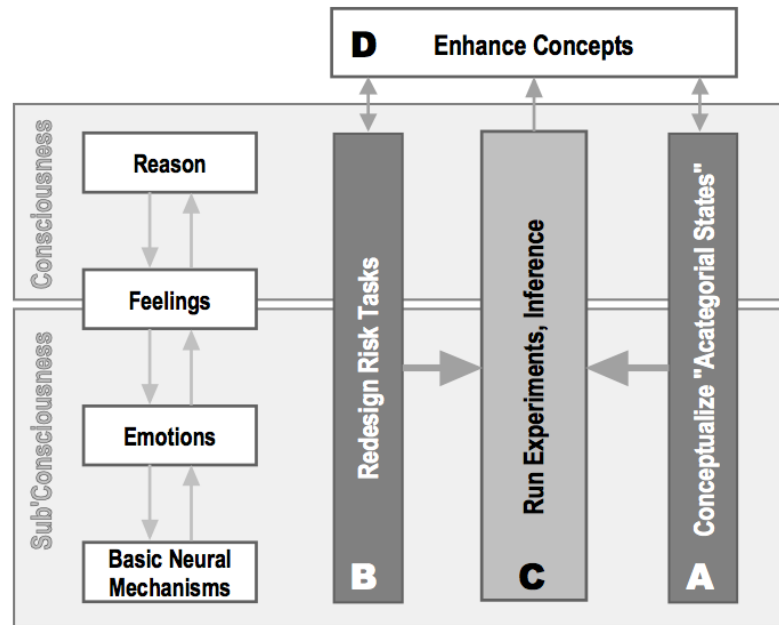 D Enhance Concepts
Consciousness
Reason
Feelings
Sub'Consciousness
Emotions
Basic Neural
Mechanisms
Redesign Risk Tasks
B
Run Experiments, Inference
C
Conceptualize "Acategorial States"
A